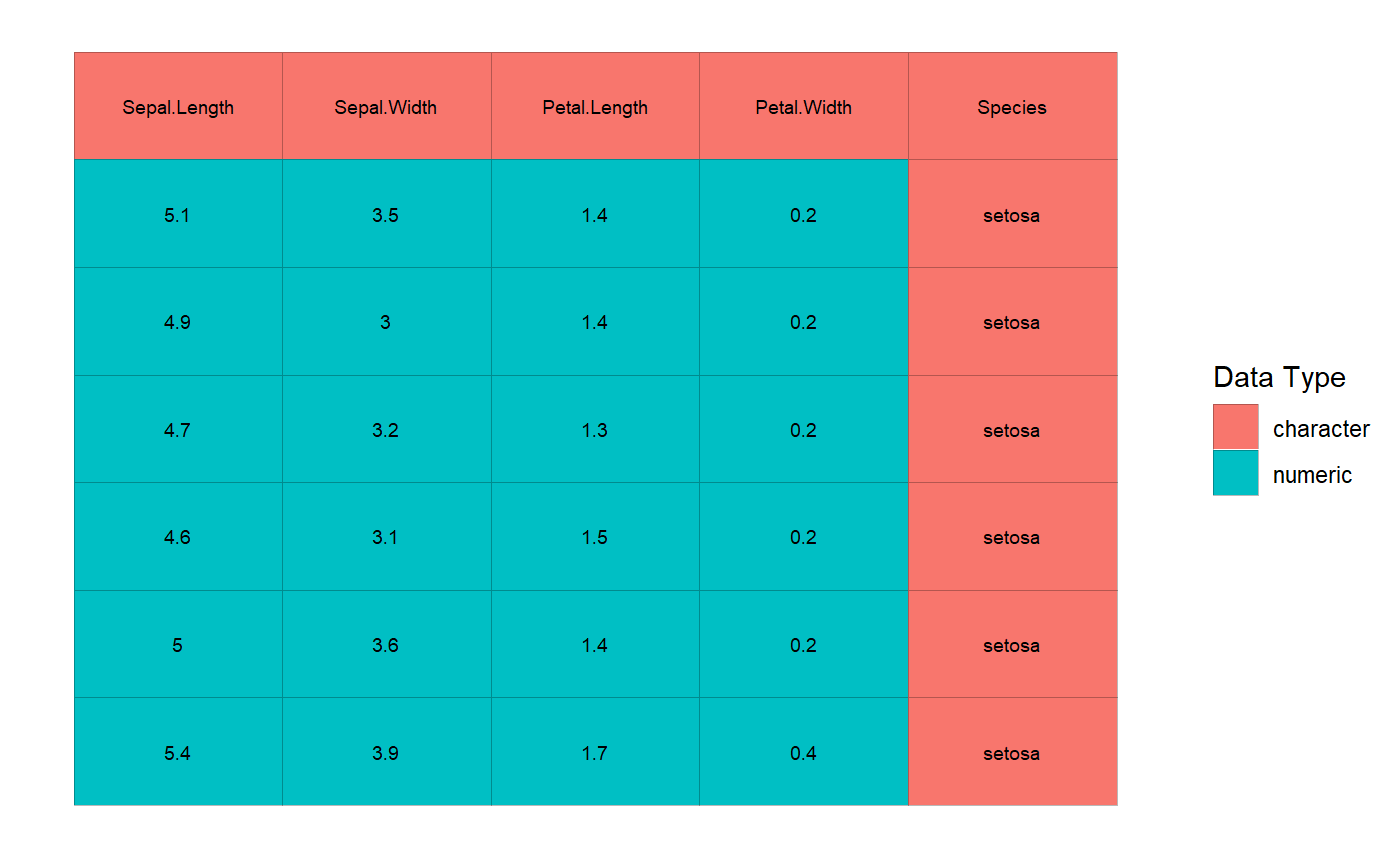 Sepal.Length Sepal.Width Petal.Length Petal.Width Species
5.1 3.5 1.4 0.2 setosa
4.9 3 1.4 0.2 setosa
4.7 3.2 1.3 0.2 setosa
4.6 3.1 1.5 0.2 setosa
5 3.6 1.4 0.2 setosa
5.4 3.9 1.7 0.4 setosa
Data Type
character
numeric